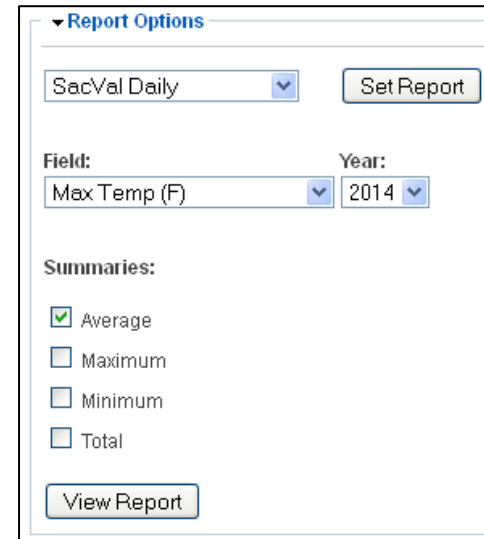 Report Options
SacVal Daily Set Report
Field: Year:
Max Temp (F) 2014
Summaries:
Average
Maximum
Minimum
Total
View Report